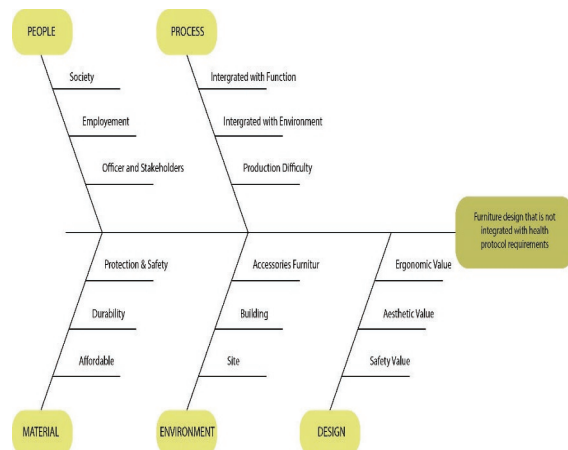 PEOPLE
PROCESS
Society
Intergrated with Function
Employement
Intergrated with Environment
Officer and Stakeholders
Production Difficulty
Furniture design that is not
integrated with health
protocol requirements
Protection & Safety
Accessories Furnitur
Ergonomic Value
Durability
Building
Aesthetic Value
Affordable
Site
Safety Value
MATERIAL
ENVIRONMENT
DESIGN